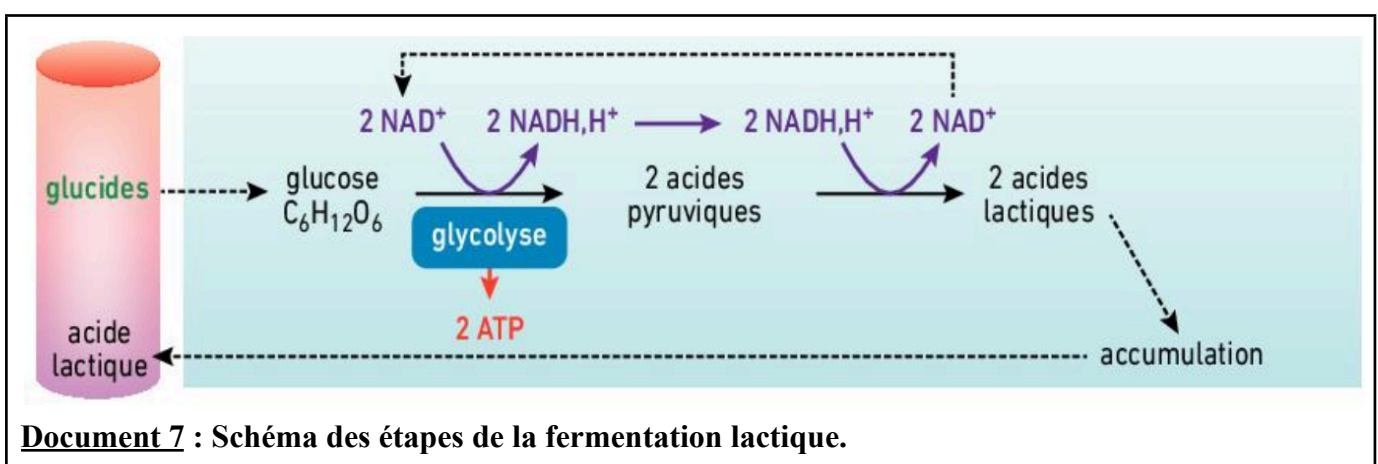 2 NAD⁺ 2 NADH,H⁺ 2 NADH,H⁺ 2 NAD⁺
glucides
glucose
C₆H₁₂O₆
2 acides
pyruviques
2 acides
lactiques
glycolyse
2 ATP
acide
lactique
accumulation
Document 7 : Schéma des étapes de la fermentation lactique.